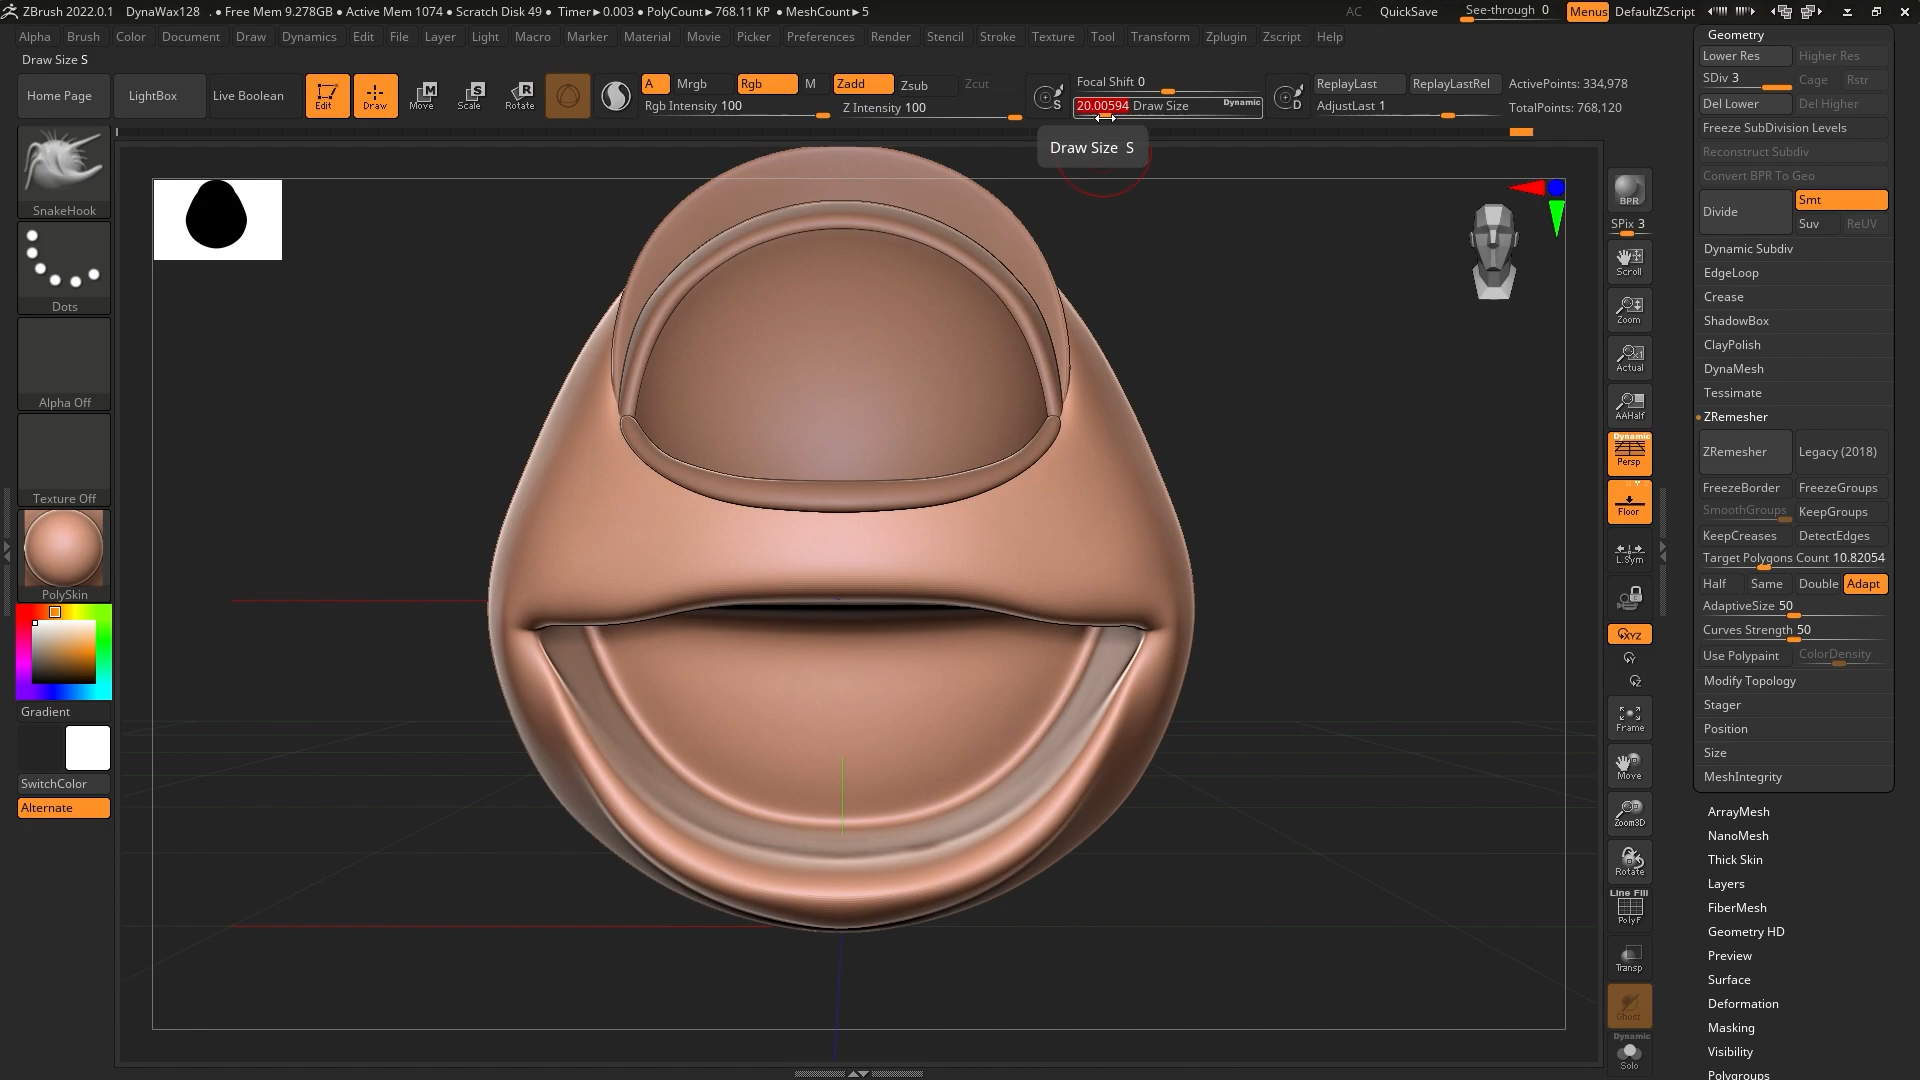 ZBrush 2022.0.1 DynaWax128 . ● Free Mem 9.278GB ● Active Mem 1074 ● Scratch Disk 49 ● Timer▸0.003 ● PolyCount▸768.11 KP ● MeshCount▸5
AC QuickSave See-through 0 Menus DefaultZScript
Alpha Brush Color Document Draw Dynamics Edit File Layer Light Macro Marker Material Movie Picker Preferences Render Stencil Stroke Texture Tool Transform Zplugin Zscript Help
Draw Size S
Home Page LightBox Live Boolean Edit Draw Move Scale Rotate
A Mrgb Rgb M Zadd Zsub Zcut
Rgb Intensity 100 Z Intensity 100
S Focal Shift 0
20.00594 Draw Size Dynamic
D ReplayLast ReplayLastRel
AdjustLast 1
ActivePoints: 334,978
TotalPoints: 768,120
Draw Size S
SnakeHook
Dots
Alpha Off
Texture Off
PolySkin
Gradient
SwitchColor
Alternate
BPR
SPix 3
Scroll
Zoom
Actual
AAHalf
Dynamic
Persp
Floor
L.Sym
XYZ
Y
Z
Frame
Move
Zoom3D
Rotate
Line Fill
PolyF
Transp
Ghost
Dynamic
Solo
Geometry
Lower Res Higher Res
SDiv 3 Cage Rstr
Del Lower Del Higher
Freeze SubDivision Levels
Reconstruct Subdiv
Convert BPR To Geo
Divide Smt
Suv ReUV
Dynamic Subdiv
EdgeLoop
Crease
ShadowBox
ClayPolish
DynaMesh
Tessimate
ZRemesher
ZRemesher Legacy (2018)
FreezeBorder FreezeGroups
SmoothGroups KeepGroups
KeepCreases DetectEdges
Target Polygons Count 10.82054
Half Same Double Adapt
AdaptiveSize 50
Curves Strength 50
Use Polypaint ColorDensity
Modify Topology
Stager
Position
Size
MeshIntegrity
ArrayMesh
NanoMesh
Thick Skin
Layers
FiberMesh
Geometry HD
Preview
Surface
Deformation
Masking
Visibility
Polygroups